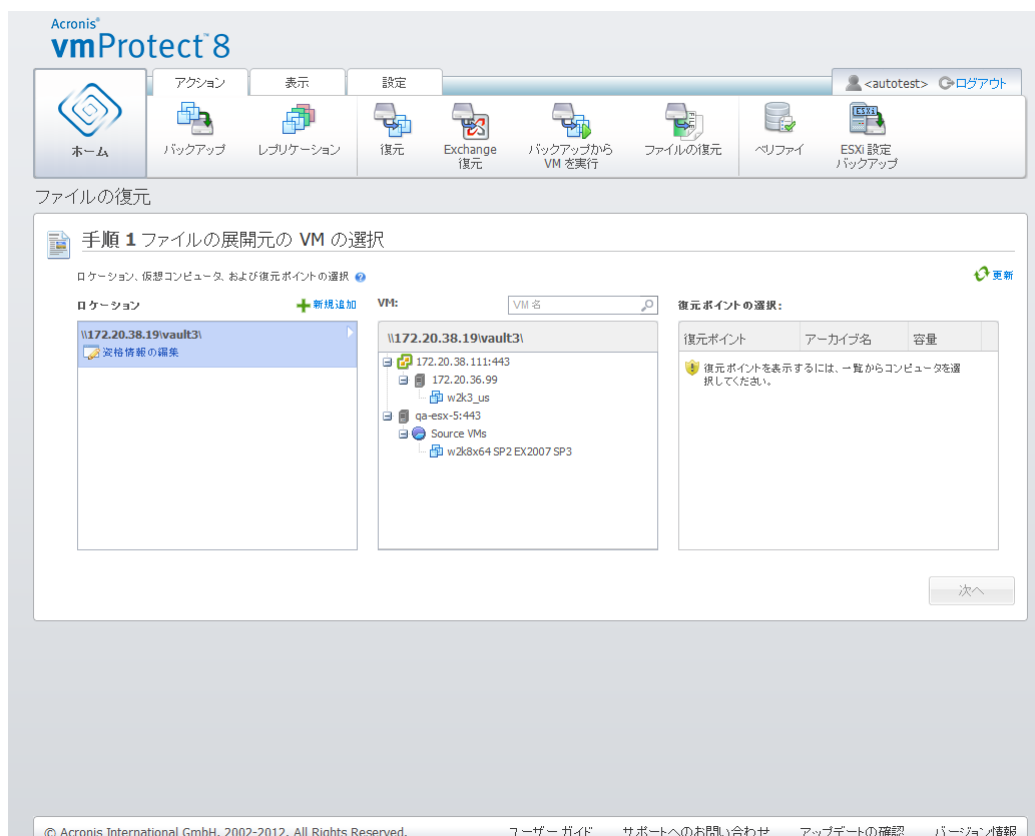 Acronis®
vmProtect™ 8
アクション
表示
設定
<autotest>
ログアウト
ホーム
バックアップ
レプリケーション
復元
Exchange
復元
バックアップから
VM を実行
ファイルの復元
ベリファイ
ESXi
ESXi 設定
バックアップ
ファイルの復元
手順 1 ファイルの展開元の VM の選択
ロケーション、仮想コンピュータ、および復元ポイントの選択
更新
ロケーション
新規追加
\\172.20.38.19\vault3\
資格情報の編集
VM:
VM 名
\\172.20.38.19\vault3\
172.20.38.111:443
172.20.36.99
w2k3_us
qa-esx-5:443
Source VMs
w2k8x64 SP2 EX2007 SP3
復元ポイントの選択:
復元ポイント
アーカイブ名
容量
復元ポイントを表示するには、一覧からコンピュータを選
択してください。
次へ
© Acronis International GmbH, 2002-2012. All Rights Reserved.
ユーザー ガイド
サポートへのお問い合わせ
アップデートの確認
バージョン情報